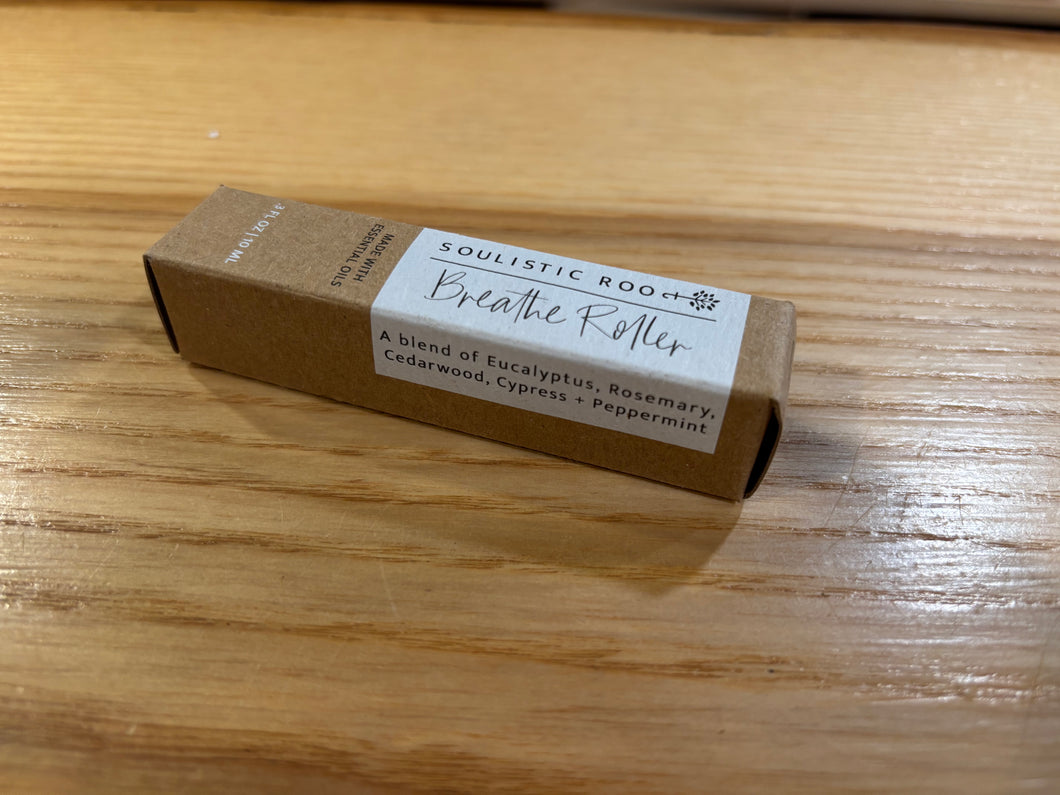 SOULISTIC ROOT
Breathe Roller
A blend of Eucalyptus, Rosemary,
Cedarwood, Cypress + Peppermint
MADE WITH
ESSENTIAL OILS
.3 FL OZ | 10 ML